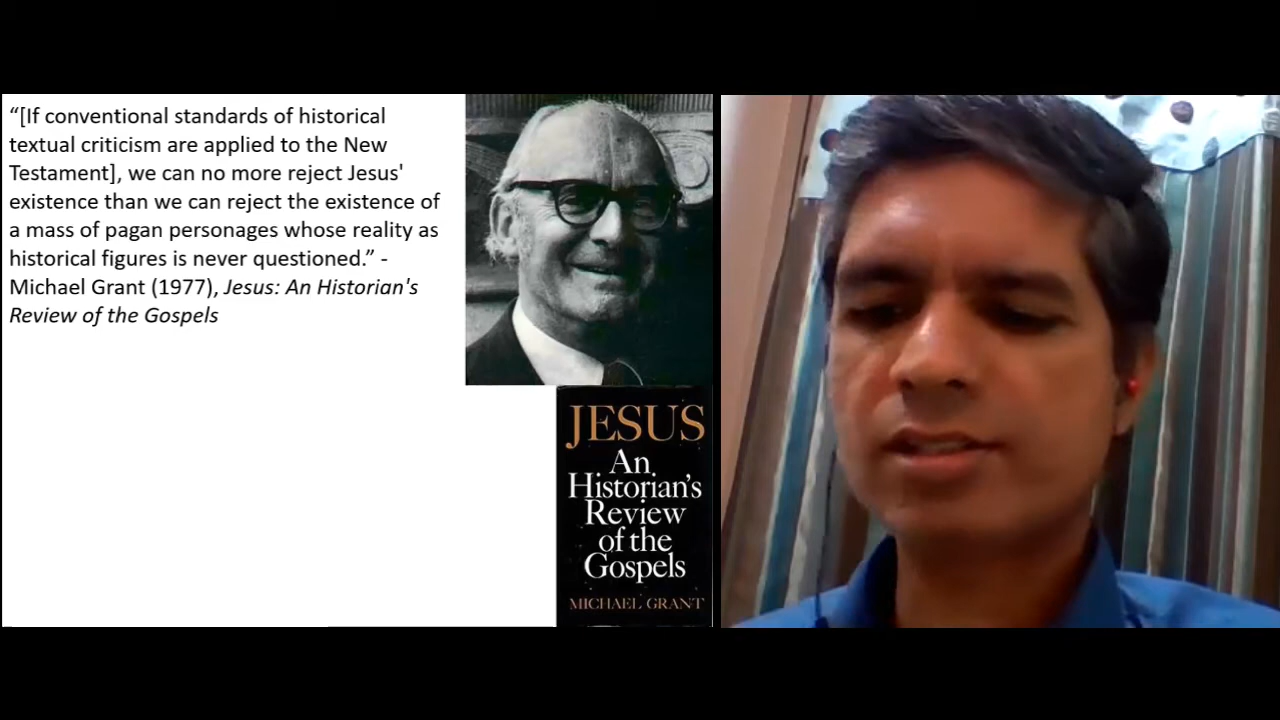 “[If conventional standards of historical
textual criticism are applied to the New
Testament], we can no more reject Jesus'
existence than we can reject the existence of
a mass of pagan personages whose reality as
historical figures is never questioned.” -
Michael Grant (1977), Jesus: An Historian's
Review of the Gospels
JESUS
An
Historian's
Review
of the
Gospels
MICHAEL GRANT